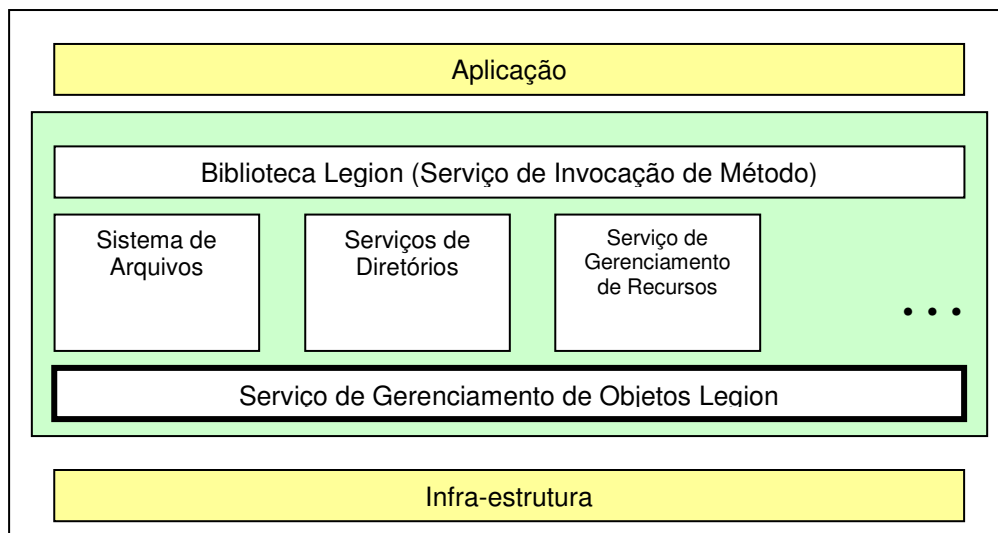 Aplicação
Biblioteca Legion (Serviço de Invocação de Método)
Sistema de
Arquivos
Serviços de
Diretórios
Serviço de
Gerenciamento
de Recursos
...
Serviço de Gerenciamento de Objetos Legion
Infra-estrutura